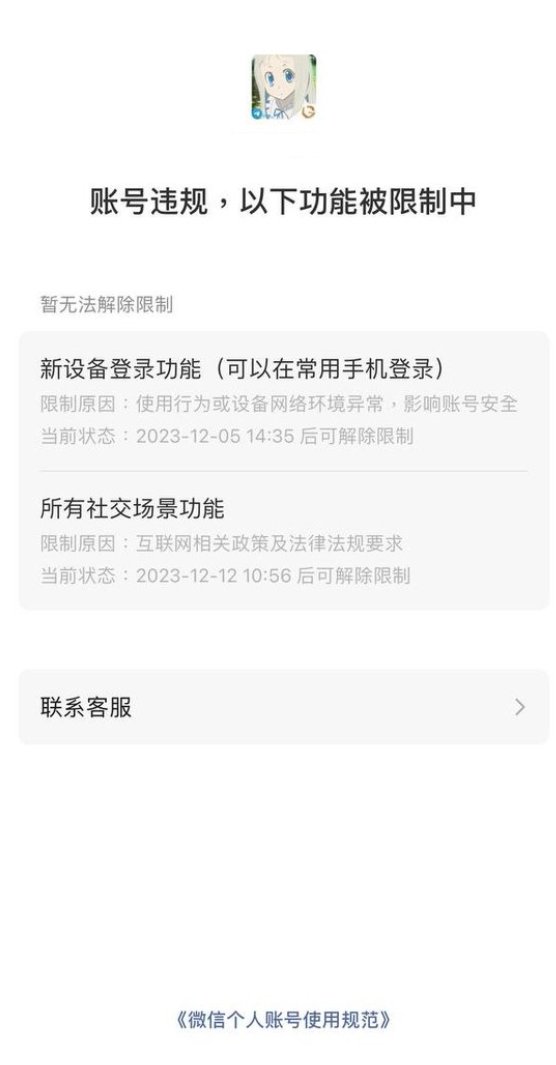 账号违规，以下功能被限制中
暂无法解除限制
新设备登录功能（可以在常用手机登录）
限制原因：使用行为或设备网络环境异常，影响账号安全
当前状态：2023-12-05 14:35 后可解除限制
所有社交场景功能
限制原因：互联网相关政策及法律法规要求
当前状态：2023-12-12 10:56 后可解除限制
联系客服
《微信个人账号使用规范》